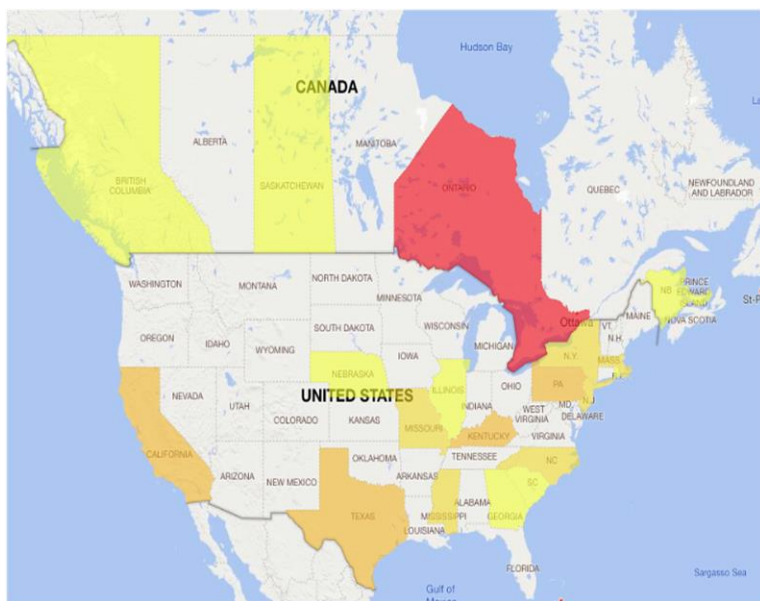 Hudson Bay
CANADA
ALBERTA
MANITOBA
BRITISH
COLUMBIA
SASKATCHEWAN
ONTARIO
QUEBEC
NEWFOUNDLAND
AND LABRADOR
NB
PRINCE
EDWARD
ISLAND
NOVA SCOTIA
St-P
WASHINGTON
MONTANA
NORTH DAKOTA
MINNESOTA
Ottawa
VT.
MAINE
N.H.
OREGON
IDAHO
WYOMING
SOUTH DAKOTA
WISCONSIN
MICHIGAN
N.Y.
MASS
R.I.
NEBRASKA
IOWA
ILLINOIS
INDIANA
OHIO
PA
N.J.
NEVADA
UTAH
COLORADO
UNITED STATES
KANSAS
MISSOURI
KENTUCKY
WEST
VIRGINIA
MD.
DELAWARE
VIRGINIA
CALIFORNIA
ARIZONA
NEW MEXICO
OKLAHOMA
ARKANSAS
TENNESSEE
NC
SC
TEXAS
LOUISIANA
MISSISSIPPI
ALABAMA
GEORGIA
FLORIDA
Gulf of
Sargasso Sea